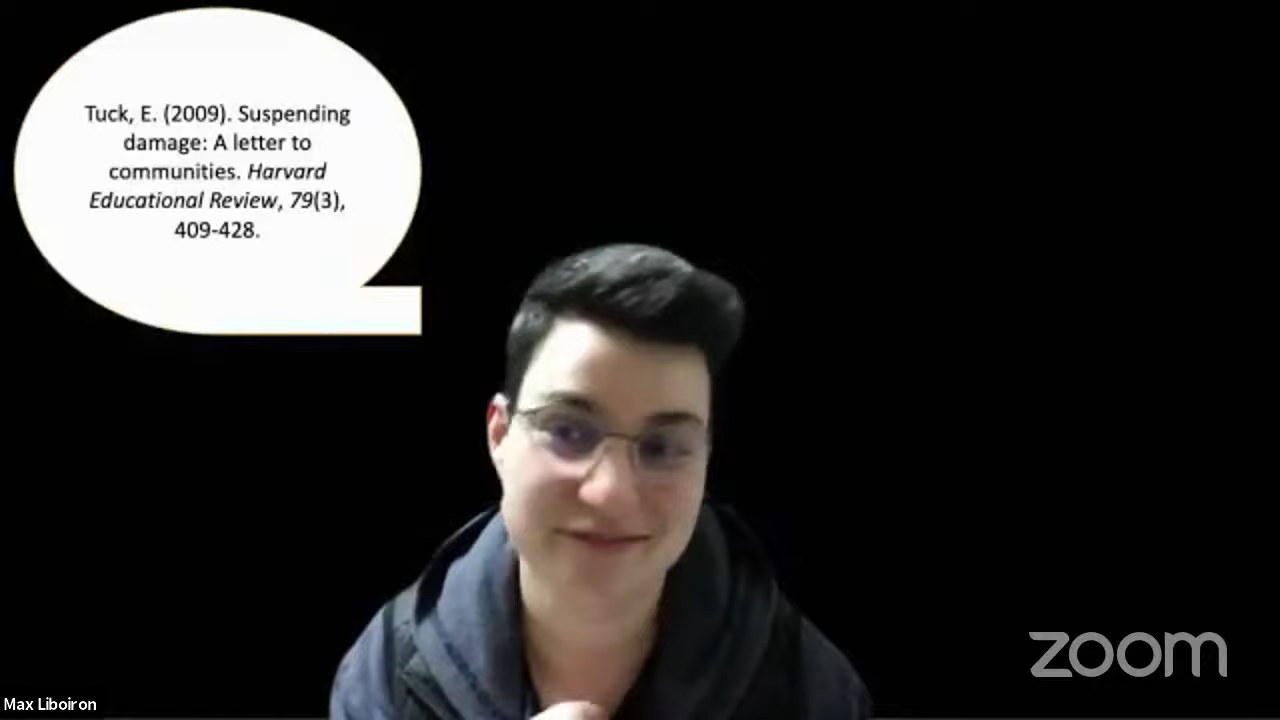 Tuck, E. (2009). Suspending
damage: A letter to
communities. Harvard
Educational Review, 79(3),
409-428.
zoom
Max Liboiron